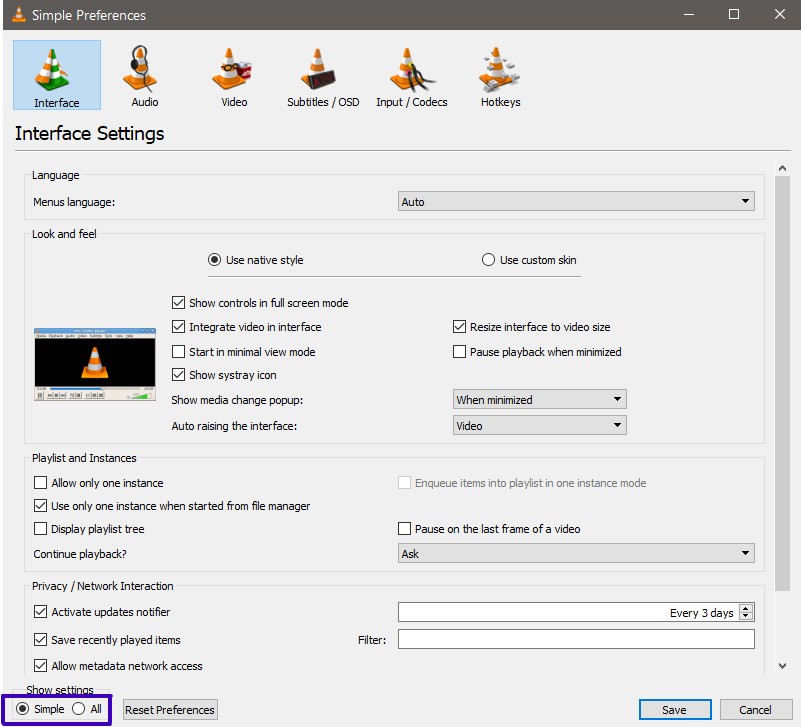 Simple Preferences
Interface Audio Video Subtitles / OSD Input / Codecs Hotkeys
Interface Settings
Language
Menus language: Auto
Look and feel
Use native style Use custom skin
Show controls in full screen mode
Integrate video in interface Resize interface to video size
Start in minimal view mode Pause playback when minimized
Show systray icon
Show media change popup: When minimized
Auto raising the interface: Video
Playlist and Instances
Allow only one instance Enqueue items into playlist in one instance mode
Use only one instance when started from file manager
Display playlist tree Pause on the last frame of a video
Continue playback? Ask
Privacy / Network Interaction
Activate updates notifier Every 3 days
Save recently played items Filter:
Allow metadata network access
Show settings
Simple All Reset Preferences Save Cancel